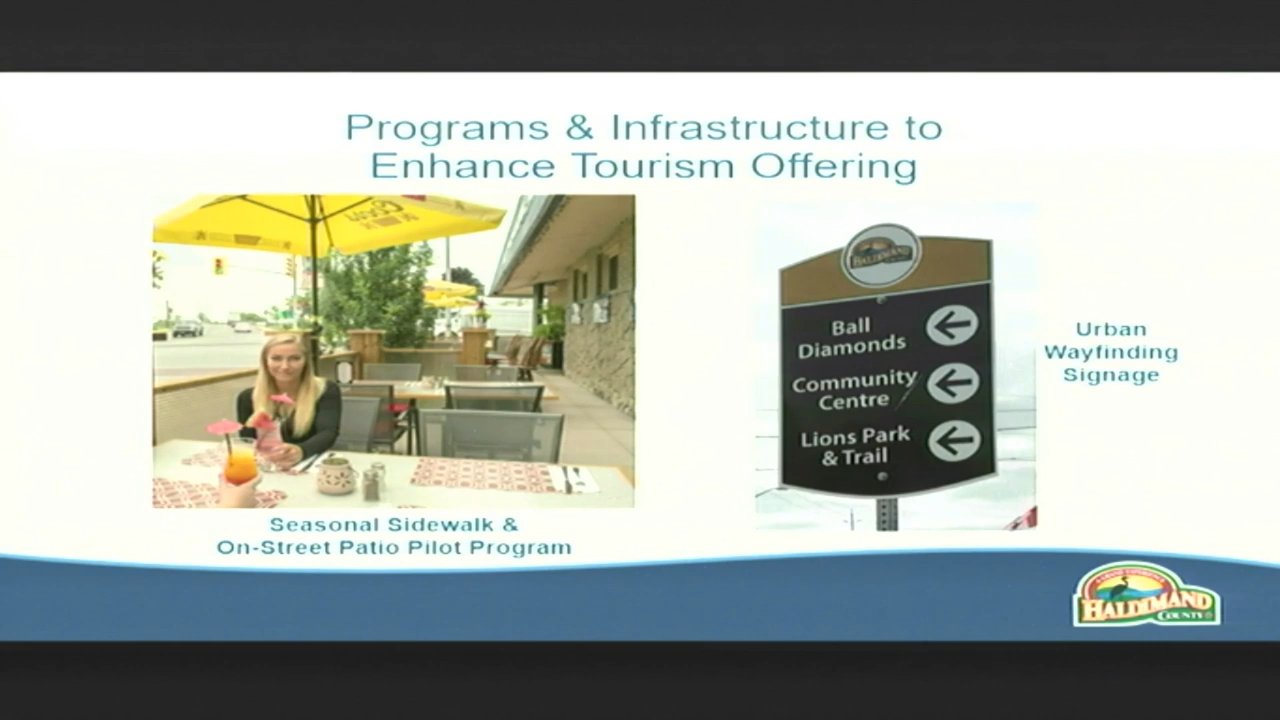 Programs & Infrastructure to
Enhance Tourism Offering
HALDIMAND
Ball
Diamonds
Community
Centre
Lions Park
& Trail
Urban
Wayfinding
Signage
Seasonal Sidewalk &
On-Street Patio Pilot Program
HALDIMAND
COUNTY